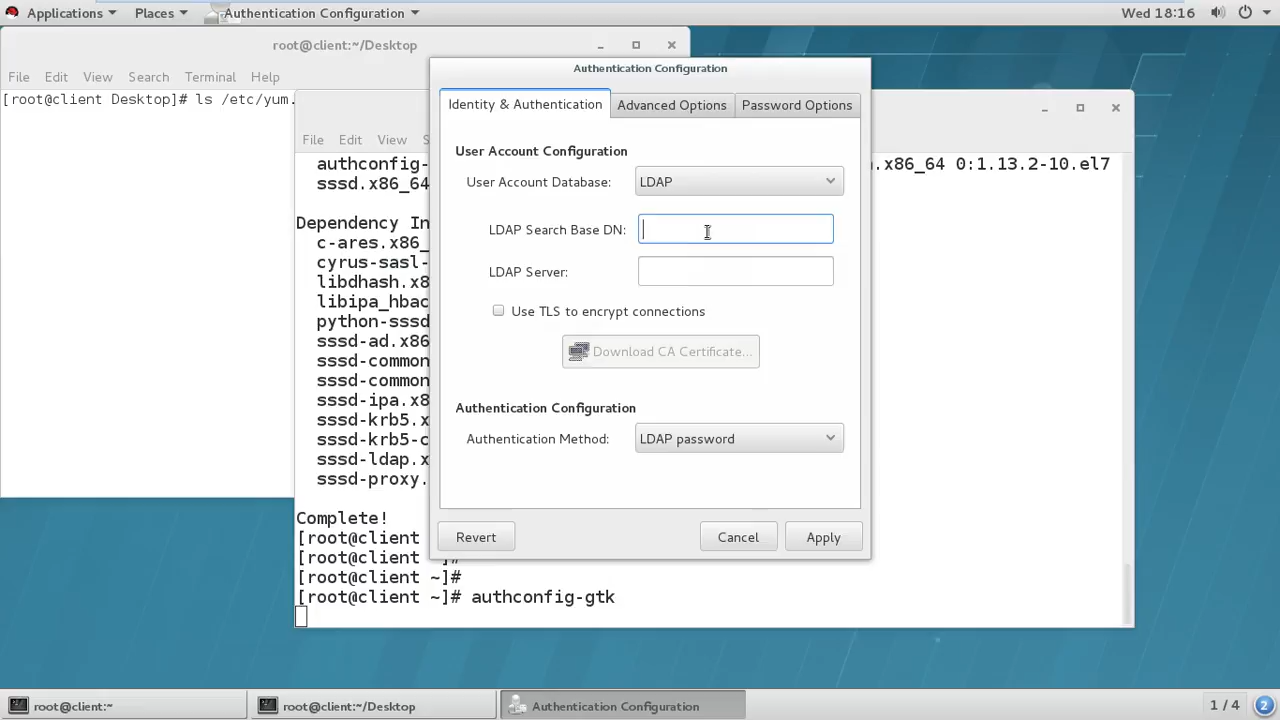 Applications Places Authentication Configuration Wed 18:16
root@client:~/Desktop
File Edit View Search Terminal Help
[root@client Desktop]# ls /etc/yum.
File Edit View S
authconfig-
.x86_64 0:1.13.2-10.el7
sssd.x86_64
Dependency In
c-ares.x86_
cyrus-sasl-
libdhash.x8
libipa_hbac
python-sssd
sssd-ad.x86
sssd-common
sssd-common
sssd-ipa.x8
sssd-krb5.x
sssd-krb5-c
sssd-ldap.x
sssd-proxy.
Complete!
[root@client
[root@client
[root@client ~]#
[root@client ~]# authconfig-gtk
Authentication Configuration
Identity & Authentication Advanced Options Password Options
User Account Configuration
User Account Database: LDAP
LDAP Search Base DN:
LDAP Server:
Use TLS to encrypt connections
Download CA Certificate...
Authentication Configuration
Authentication Method: LDAP password
Revert Cancel Apply
root@client:~ root@client:~/Desktop Authentication Configuration 1 / 4 2